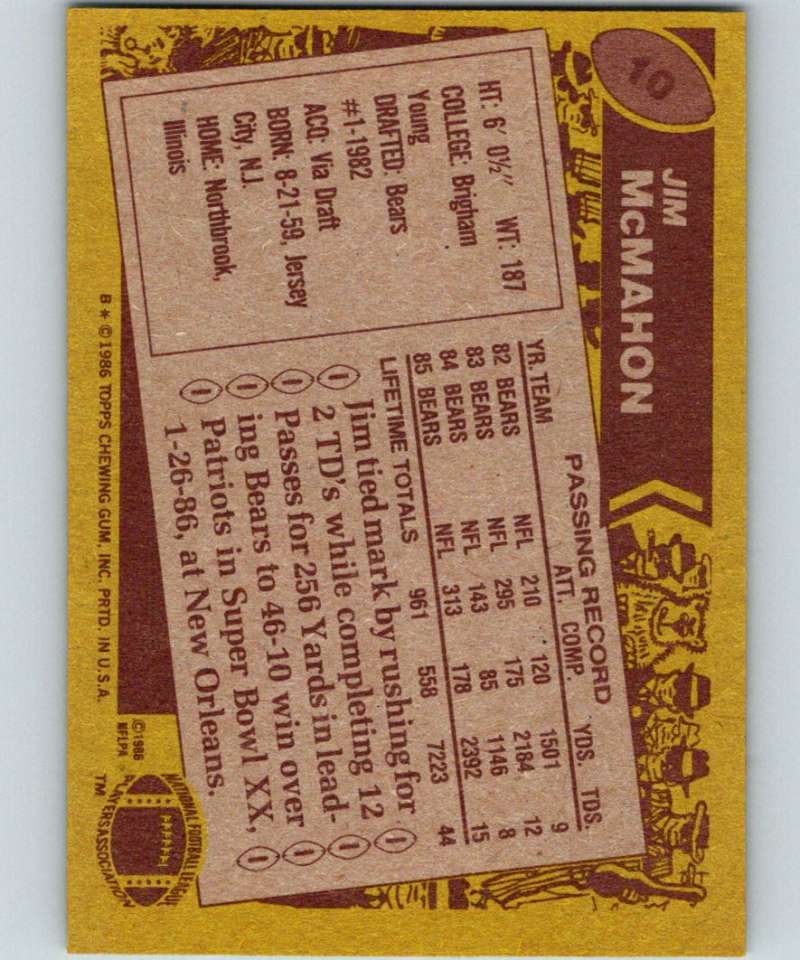 10
JIM
McMAHON
HT: 6' 0½" WT: 187
COLLEGE: Brigham
Young
DRAFTED: Bears
#1-1982
ACQ: Via Draft
BORN: 8-21-59, Jersey
City, N.J.
HOME: Northbrook,
Illinois
PASSING RECORD
YR. TEAM ATT. COMP. YDS. TDS.
82 BEARS NFL 210 120 1501 9
83 BEARS NFL 295 175 2184 12
84 BEARS NFL 143 85 1146 8
85 BEARS NFL 313 178 2392 15
LIFETIME TOTALS 961 558 7223 44
Jim tied mark by rushing for
2 TD's while completing 12
Passes for 256 Yards in lead-
ing Bears to 46-10 win over
Patriots in Super Bowl XX,
1-26-86, at New Orleans.
B * © 1986 TOPPS CHEWING GUM, INC. PRTD. IN U.S.A.
© 1986
NFLPA
NATIONAL FOOTBALL LEAGUE
PLAYERS ASSOCIATION
TM